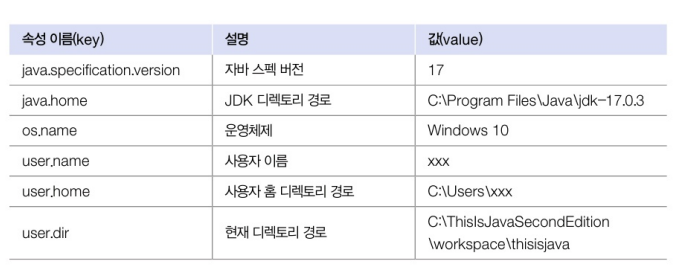 속성 이름(key) 설명 값(value)
java.specification.version 자바 스펙 버전 17
java.home JDK 디렉토리 경로 C:\Program Files\Java\jdk-17.0.3
os.name 운영체제 Windows 10
user.name 사용자 이름 xxx
user.home 사용자 홈 디렉토리 경로 C:\Users\xxx
user.dir 현재 디렉토리 경로 C:\ThisIsJavaSecondEdition
\workspace\thisisjava